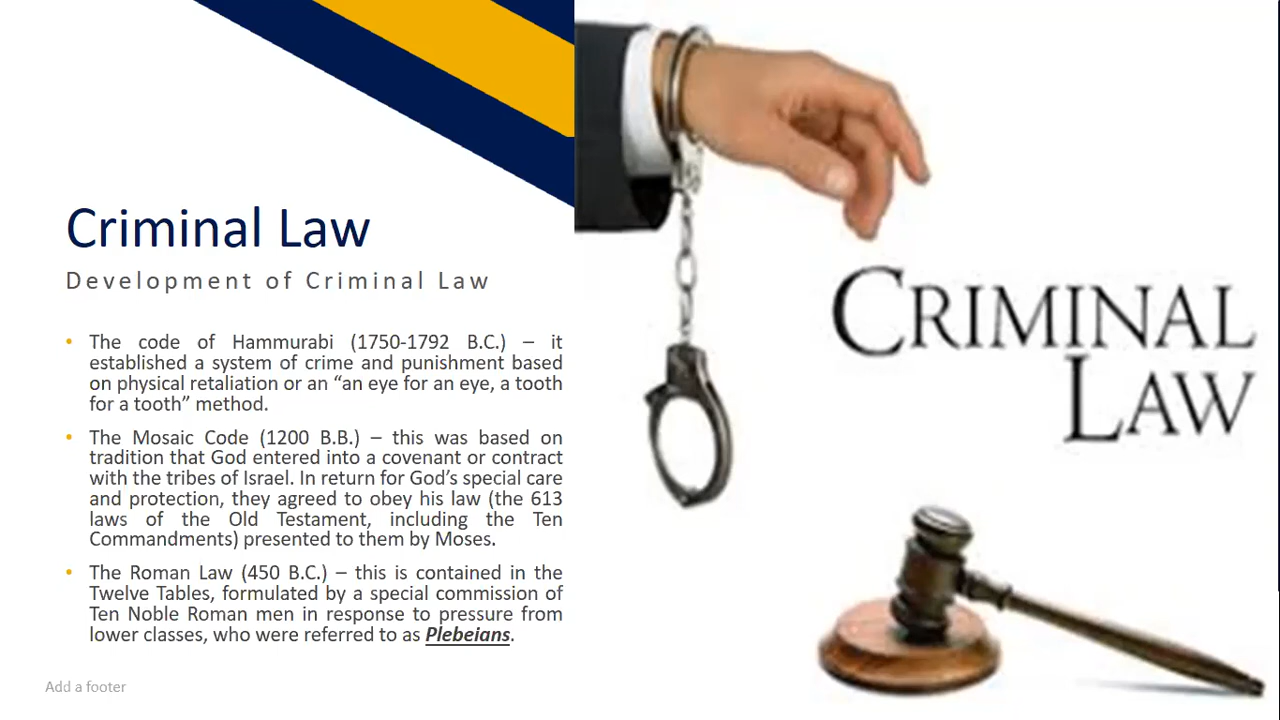 Criminal Law
Development of Criminal Law
• The code of Hammurabi (1750-1792 B.C.) – it
established a system of crime and punishment based
on physical retaliation or an “an eye for an eye, a tooth
for a tooth” method.
• The Mosaic Code (1200 B.B.) – this was based on
tradition that God entered into a covenant or contract
with the tribes of Israel. In return for God’s special care
and protection, they agreed to obey his law (the 613
laws of the Old Testament, including the Ten
Commandments) presented to them by Moses.
• The Roman Law (450 B.C.) – this is contained in the
Twelve Tables, formulated by a special commission of
Ten Noble Roman men in response to pressure from
lower classes, who were referred to as Plebeians.
Add a footer
CRIMINAL
LAW